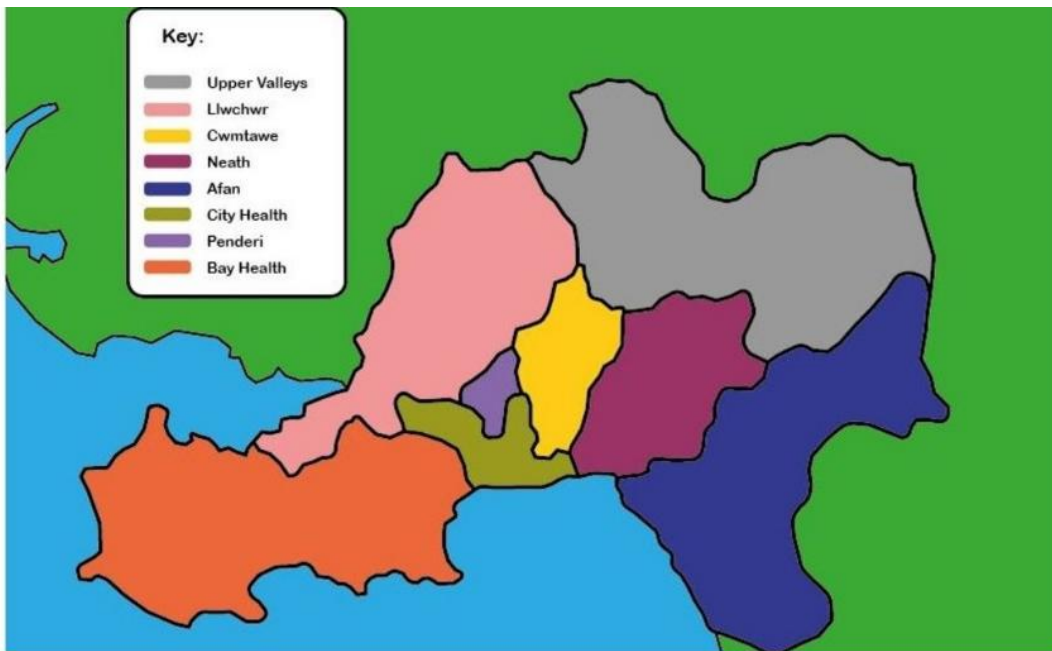 Key:
Upper Valleys
Llwchwr
Cwmtawe
Neath
Afan
City Health
Penderi
Bay Health